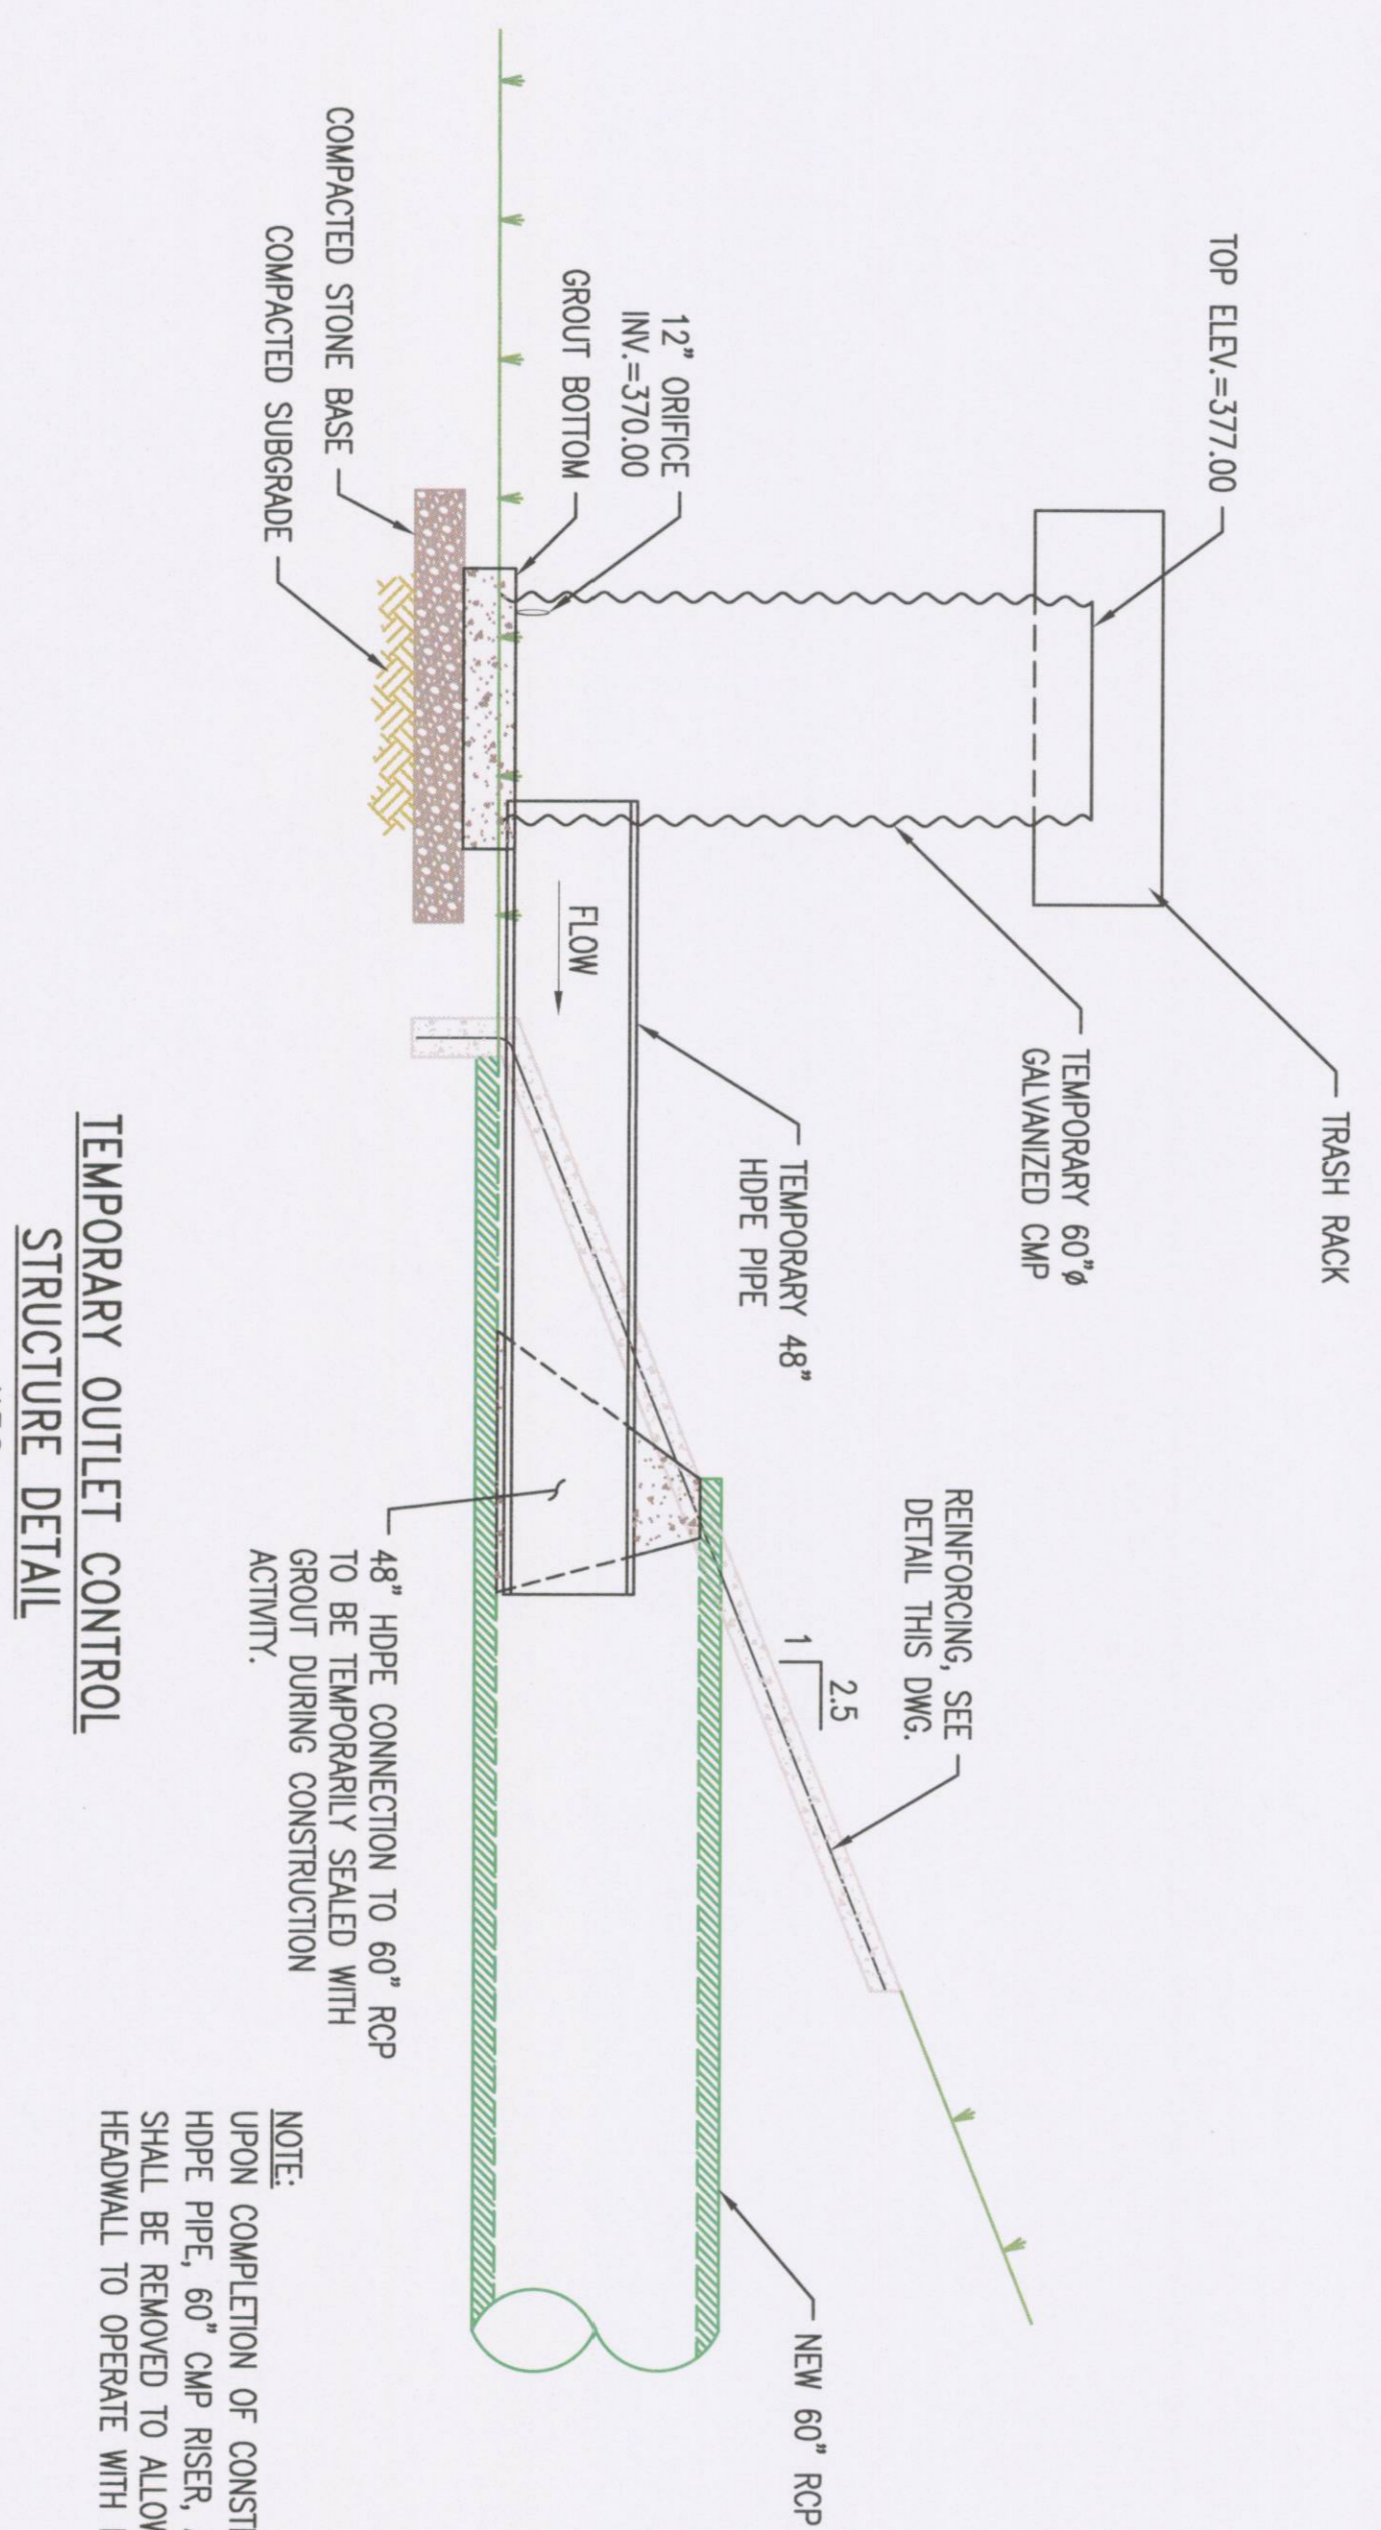 TRASH RACK
TOP ELEV.=377.00
TEMPORARY 60"ø
GALVANIZED CMP
REINFORCING, SEE
DETAIL THIS DWG.
TEMPORARY 48"
HDPE PIPE
2.5
1
NEW 60" RCP
12" ORIFICE
INV.=370.00
GROUT BOTTOM
FLOW
COMPACTED STONE BASE
COMPACTED SUBGRADE
48" HDPE CONNECTION TO 60" RCP
TO BE TEMPORARILY SEALED WITH
GROUT DURING CONSTRUCTION
ACTIVITY.
NOTE:
UPON COMPLETION OF
HDPE PIPE, 60" CMP RISER,
SHALL BE REMOVED TO ALLOW
HEADWALL TO OPERATE WITH
TEMPORARY OUTLET CONTROL
STRUCTURE DETAIL